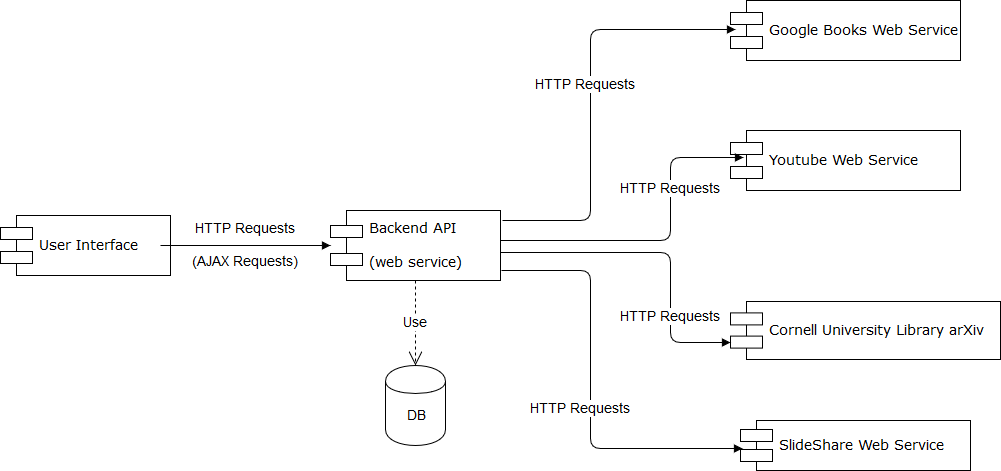 Google Books Web Service
HTTP Requests
Youtube Web Service
HTTP Requests
HTTP Requests
(AJAX Requests)
User Interface
Backend API
(web service)
HTTP Requests
Cornell University Library arXiv
Use
DB
HTTP Requests
SlideShare Web Service